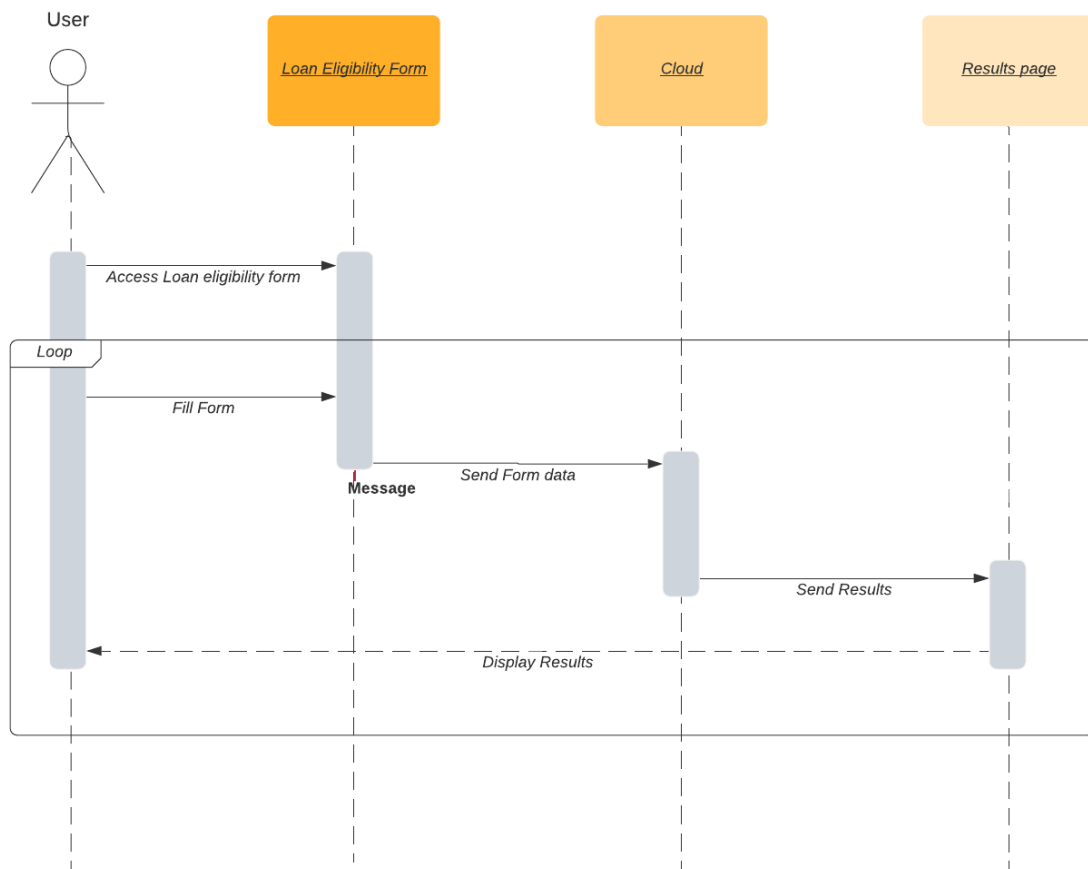 User
Loan Eligibility Form
Cloud
Results page
Access Loan eligibility form
Loop
Fill Form
Send Form data
Message
Send Results
Display Results